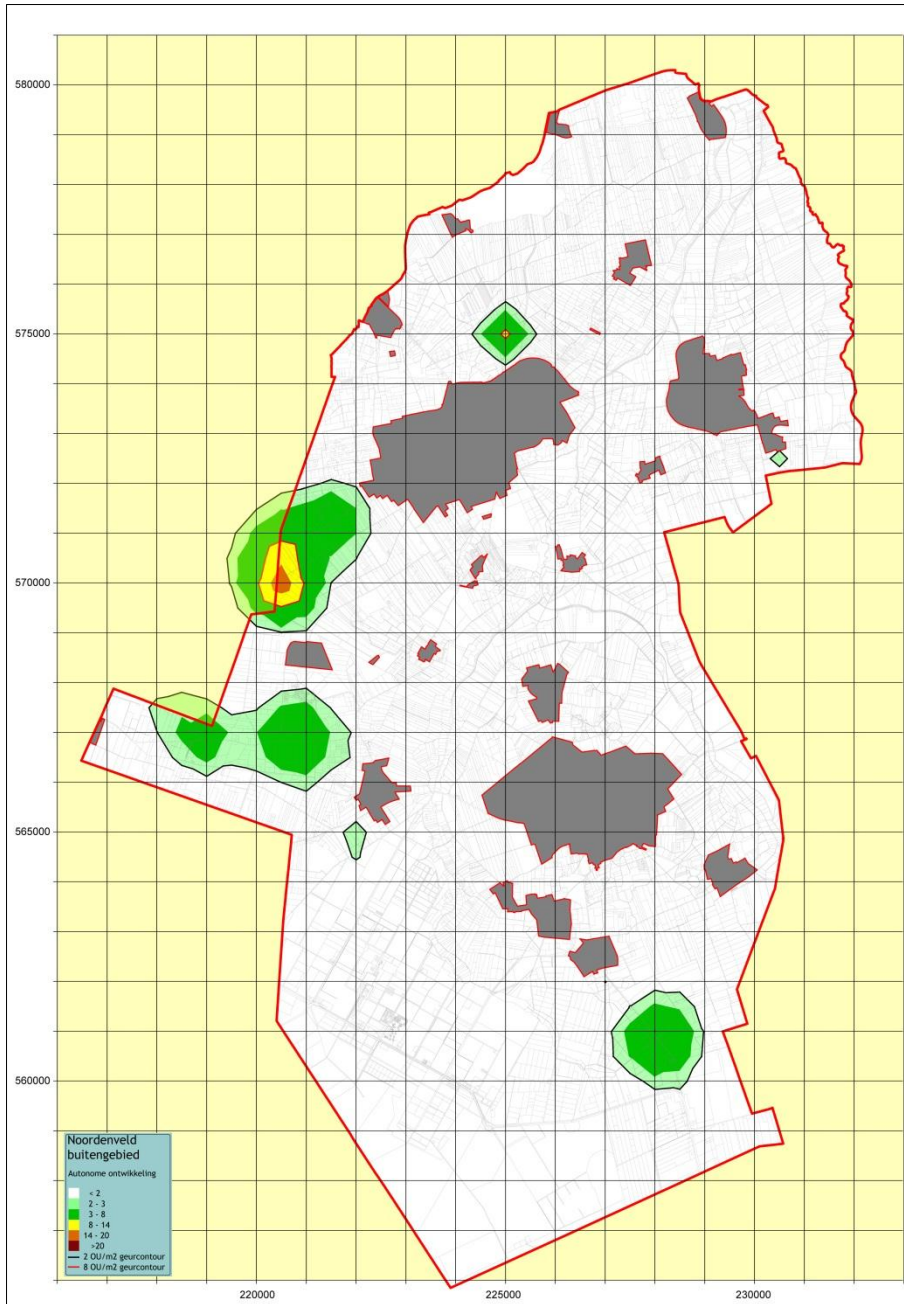 580000
575000
570000
565000
560000
Noordenveld
buitengebied
Autonome ontwikkeling
< 2
2 - 3
3 - 8
8 - 14
14 - 20
>20
2 OU/m2 geurcontour
8 OU/m2 geurcontour
220000 225000 230000